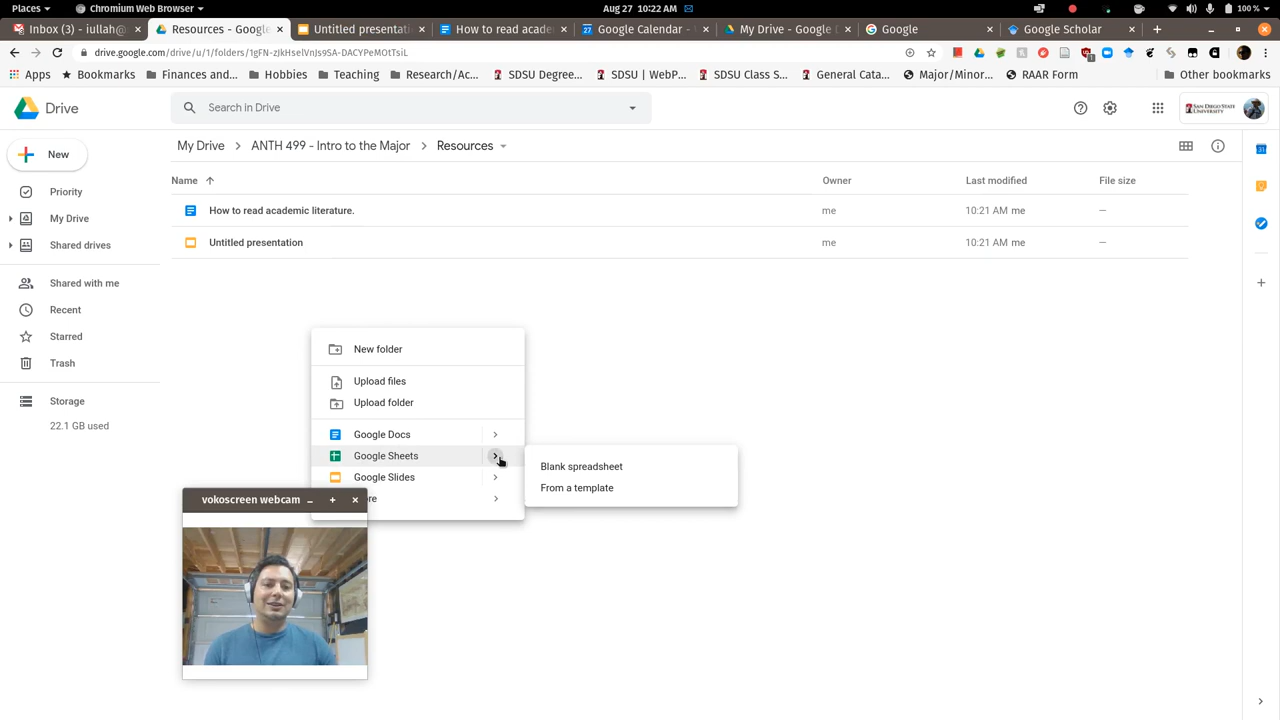 Places
Chromium Web Browser
Aug 27 10:22 AM
100 %
Inbox (3) - iullah@
Resources - Google
Untitled presentati
How to read acade
Google Calendar -
My Drive - Google D
Google
Google Scholar
drive.google.com/drive/u/1/folders/1gFN-zJkHselVnJs9SA-DACYPeMOtTsiL
Apps
Bookmarks
Finances and...
Hobbies
Teaching
Research/Ac...
SDSU Degree...
SDSU | WebP...
SDSU Class S...
General Cata...
Major/Minor...
RAAR Form
Other bookmarks
Drive
Search in Drive
SAN DIEGO STATE
UNIVERSITY
New
My Drive
ANTH 499 - Intro to the Major
Resources
Name
Owner
Last modified
File size
Priority
How to read academic literature.
me
10:21 AM me
—
My Drive
Untitled presentation
me
10:21 AM me
—
Shared drives
Shared with me
Recent
Starred
Trash
Storage
22.1 GB used
New folder
Upload files
Upload folder
Google Docs
Google Sheets
Google Slides
ore
Blank spreadsheet
From a template
vokoscreen webcam